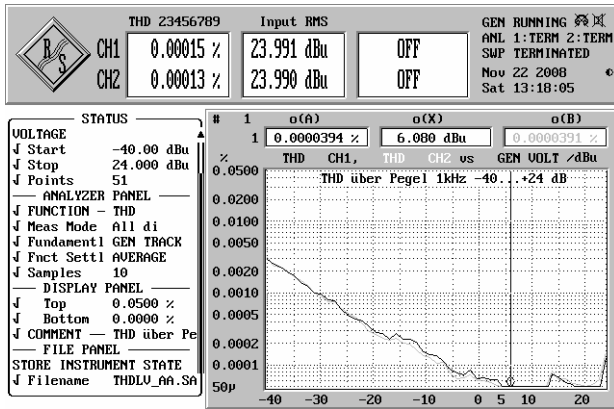 THD 23456789 Input RMS
CH1 0.00015 % 23.991 dBu OFF
CH2 0.00013 % 23.990 dBu OFF
GEN RUNNING
ANL 1:TERM 2:TERM
SWP TERMINATED
Nov 22 2008
Sat 13:18:05
R S
STATUS
VOLTAGE
Start -40.00 dBu
Stop 24.000 dBu
Points 51
ANALYZER PANEL
FUNCTION - THD
Meas Mode All di
Fundamentl GEN TRACK
Fnct Settl AVERAGE
Samples 10
DISPLAY PANEL
Top 0.0500 %
Bottom 0.0000 %
COMMENT — THD über Pe
FILE PANEL
STORE INSTRUMENT STATE
Filename THDLV_AA.SA
# 1 o(A) o(X) o(B)
1 0.0000394 % 6.080 dBu 0.0000391 %
% THD CH1, THD CH2 vs GEN VOLT /dBu
THD über Pegel 1kHz -40...+24 dB
0.0500
0.0200
0.0100
0.0050
0.0020
0.0010
0.0005
0.0002
0.0001
50µ
-40 -30 -20 -10 0 5 10 20